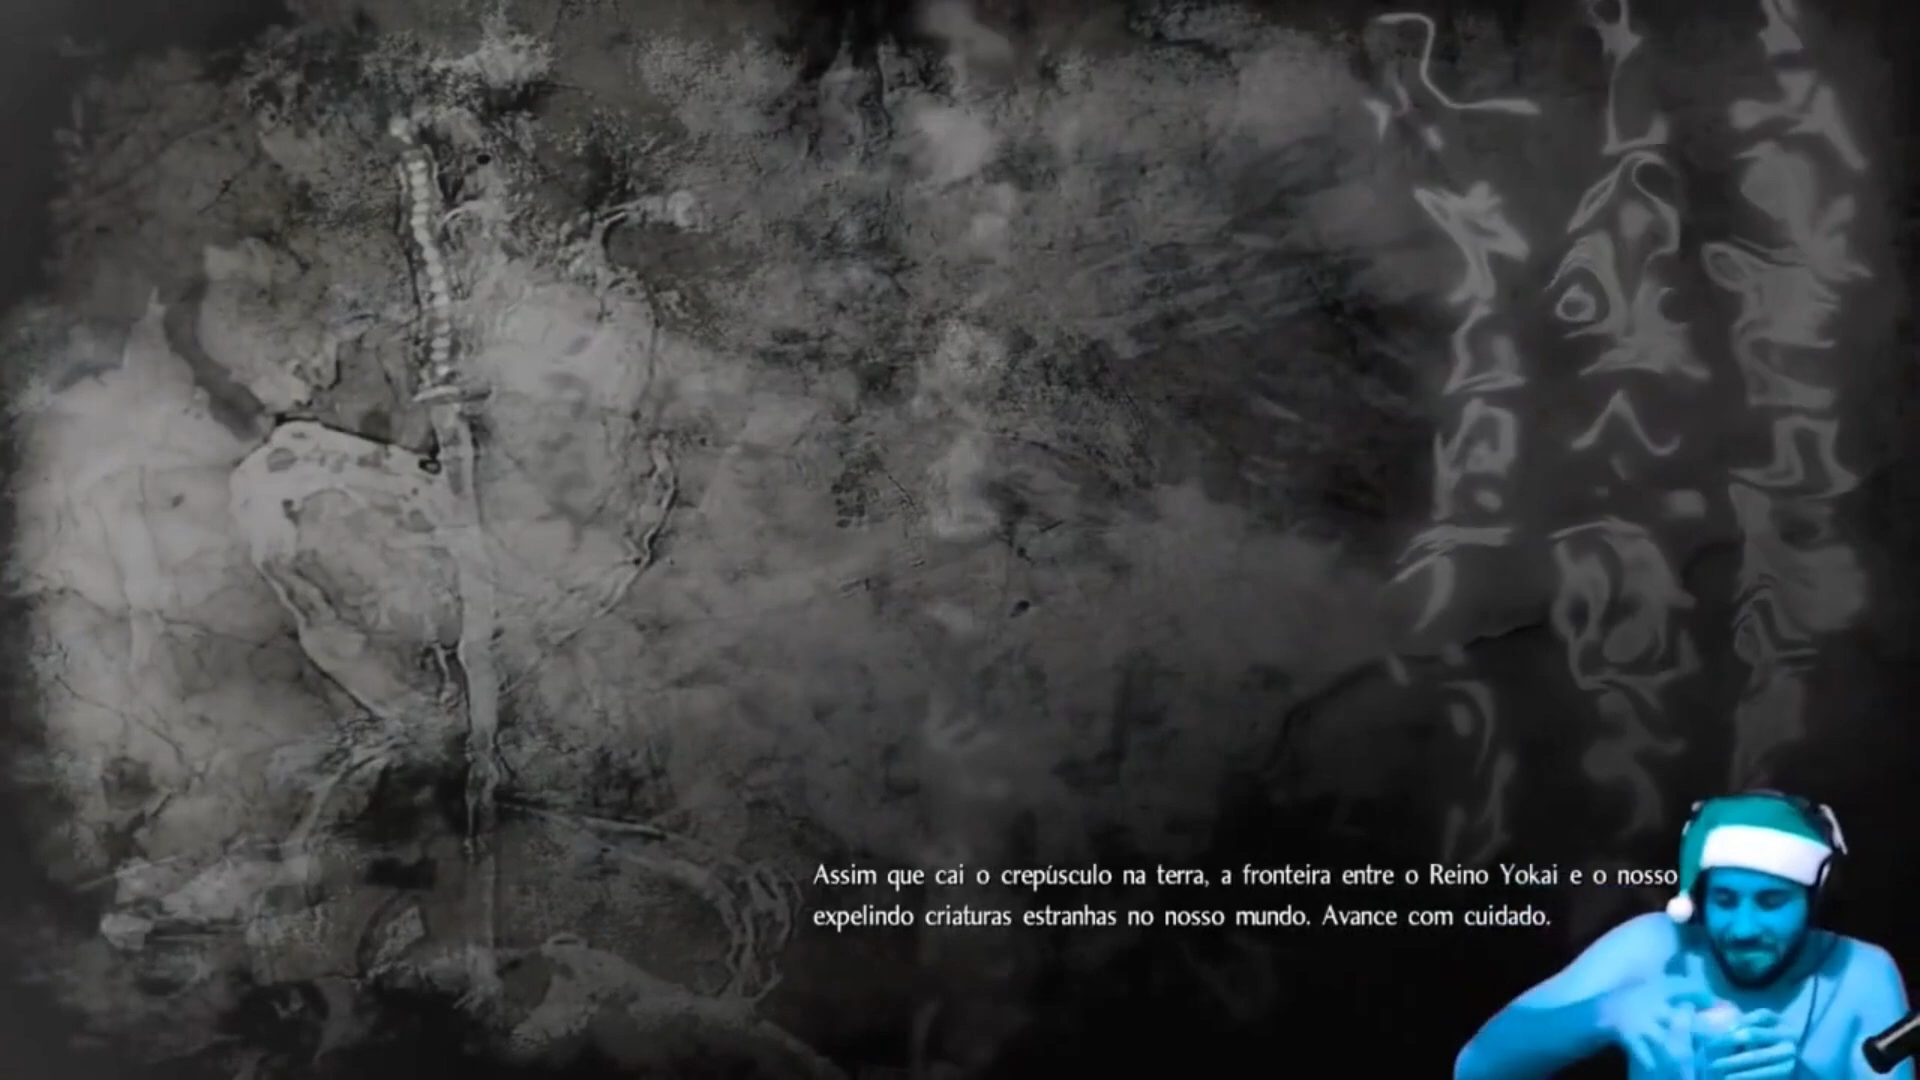 Assim que cai o crepúsculo na terra, a fronteira entre o Reino Yokai e o nosso
expelindo criaturas estranhas no nosso mundo. Avance com cuidado.